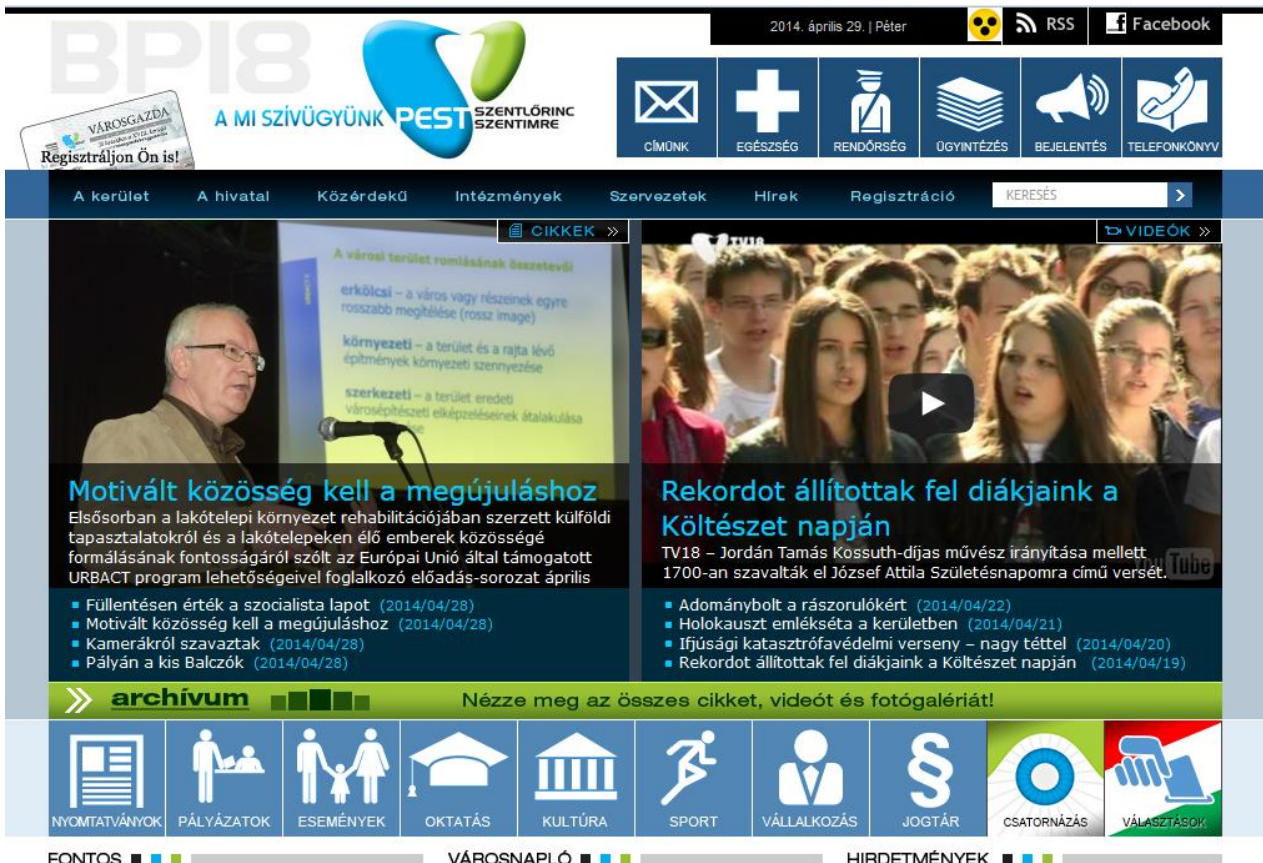 BP18
2014. április 29. | Péter
RSS
Facebook
VÁROSGAZDA
Regisztráljon Ön is!
A MI SZÍVÜGYÜNK PEST SZENTLŐRINC
SZENTIMRE
CÍMÜNK
EGÉSZSÉG
RENDŐRSÉG
ÜGYINTÉZÉS
BEJELENTÉS
TELEFONKÖNYV
A kerület
A hivatal
Közérdekű
Intézmények
Szervezetek
Hírek
Regisztráció
KERESÉS
CIKKEK »
A városi terület romlásának összetevői
erkölcsi – a város vagy részeinek egyre
rosszabb megítélése (rossz image)
környezeti – a terület és a rajta lévő
építmények környezeti szennyezése
szerkezeti – a terület eredeti
városépítészeti elképzeléseinek átalakulása
Motivált közösség kell a megújuláshoz
Elsősorban a lakótelepi környezet rehabilitációjában szerzett külföldi
tapasztalatokról és a lakótelepeken élő emberek közösségé
formálásának fontosságáról szólt az Európai Unió által támogatott
URBACT program lehetőségeivel foglalkozó előadás-sorozat április
Füllentésen érték a szocialista lapot (2014/04/28)
Motivált közösség kell a megújuláshoz (2014/04/28)
Kamerákról szavaztak (2014/04/28)
Pályán a kis Balczók (2014/04/28)
VIDEÓK »
TV18
Rekordot állítottak fel diákjaink a
Költészet napján
TV18 – Jordán Tamás Kossuth-díjas művész irányítása mellett
1700-an szavalták el József Attila Születésnapomra című versét.
YouTube
Adománybolt a rászorulókért (2014/04/22)
Holokauszt emlékséta a kerületben (2014/04/21)
Ifjúsági katasztrófavédelmi verseny – nagy téttel (2014/04/20)
Rekordot állítottak fel diákjaink a Költészet napján (2014/04/19)
archívum
Nézze meg az összes cikket, videót és fotógalériát!
NYOMTATVÁNYOK
PÁLYÁZATOK
ESEMÉNYEK
OKTATÁS
KULTÚRA
SPORT
VÁLLALKOZÁS
§
JOGTÁR
CSATORNÁZÁS
VÁLASZTÁSOK
FONTOS
VÁROSNAPLÓ
HIRDETMÉNYEK